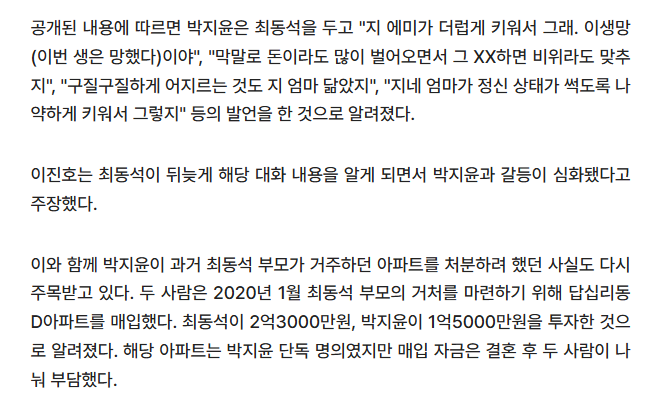 공개된 내용에 따르면 박지윤은 최동석을 두고 "지 에미가 더럽게 키워서 그래. 이생망
(이번 생은 망했다)이야", "막말로 돈이라도 많이 벌어오면서 그 XX하면 비위라도 맞추
지", "구질구질하게 어지르는 것도 지 엄마 닮았지", "지네 엄마가 정신 상태가 썩도록 나
약하게 키워서 그렇지" 등의 발언을 한 것으로 알려졌다.
이진호는 최동석이 뒤늦게 해당 대화 내용을 알게 되면서 박지윤과 갈등이 심화됐다고
주장했다.
이와 함께 박지윤이 과거 최동석 부모가 거주하던 아파트를 처분하려 했던 사실도 다시
주목받고 있다. 두 사람은 2020년 1월 최동석 부모의 거처를 마련하기 위해 답십리동
D아파트를 매입했다. 최동석이 2억3000만원, 박지윤이 1억5000만원을 투자한 것으
로 알려졌다. 해당 아파트는 박지윤 단독 명의였지만 매입 자금은 결혼 후 두 사람이 나
눠 부담했다.